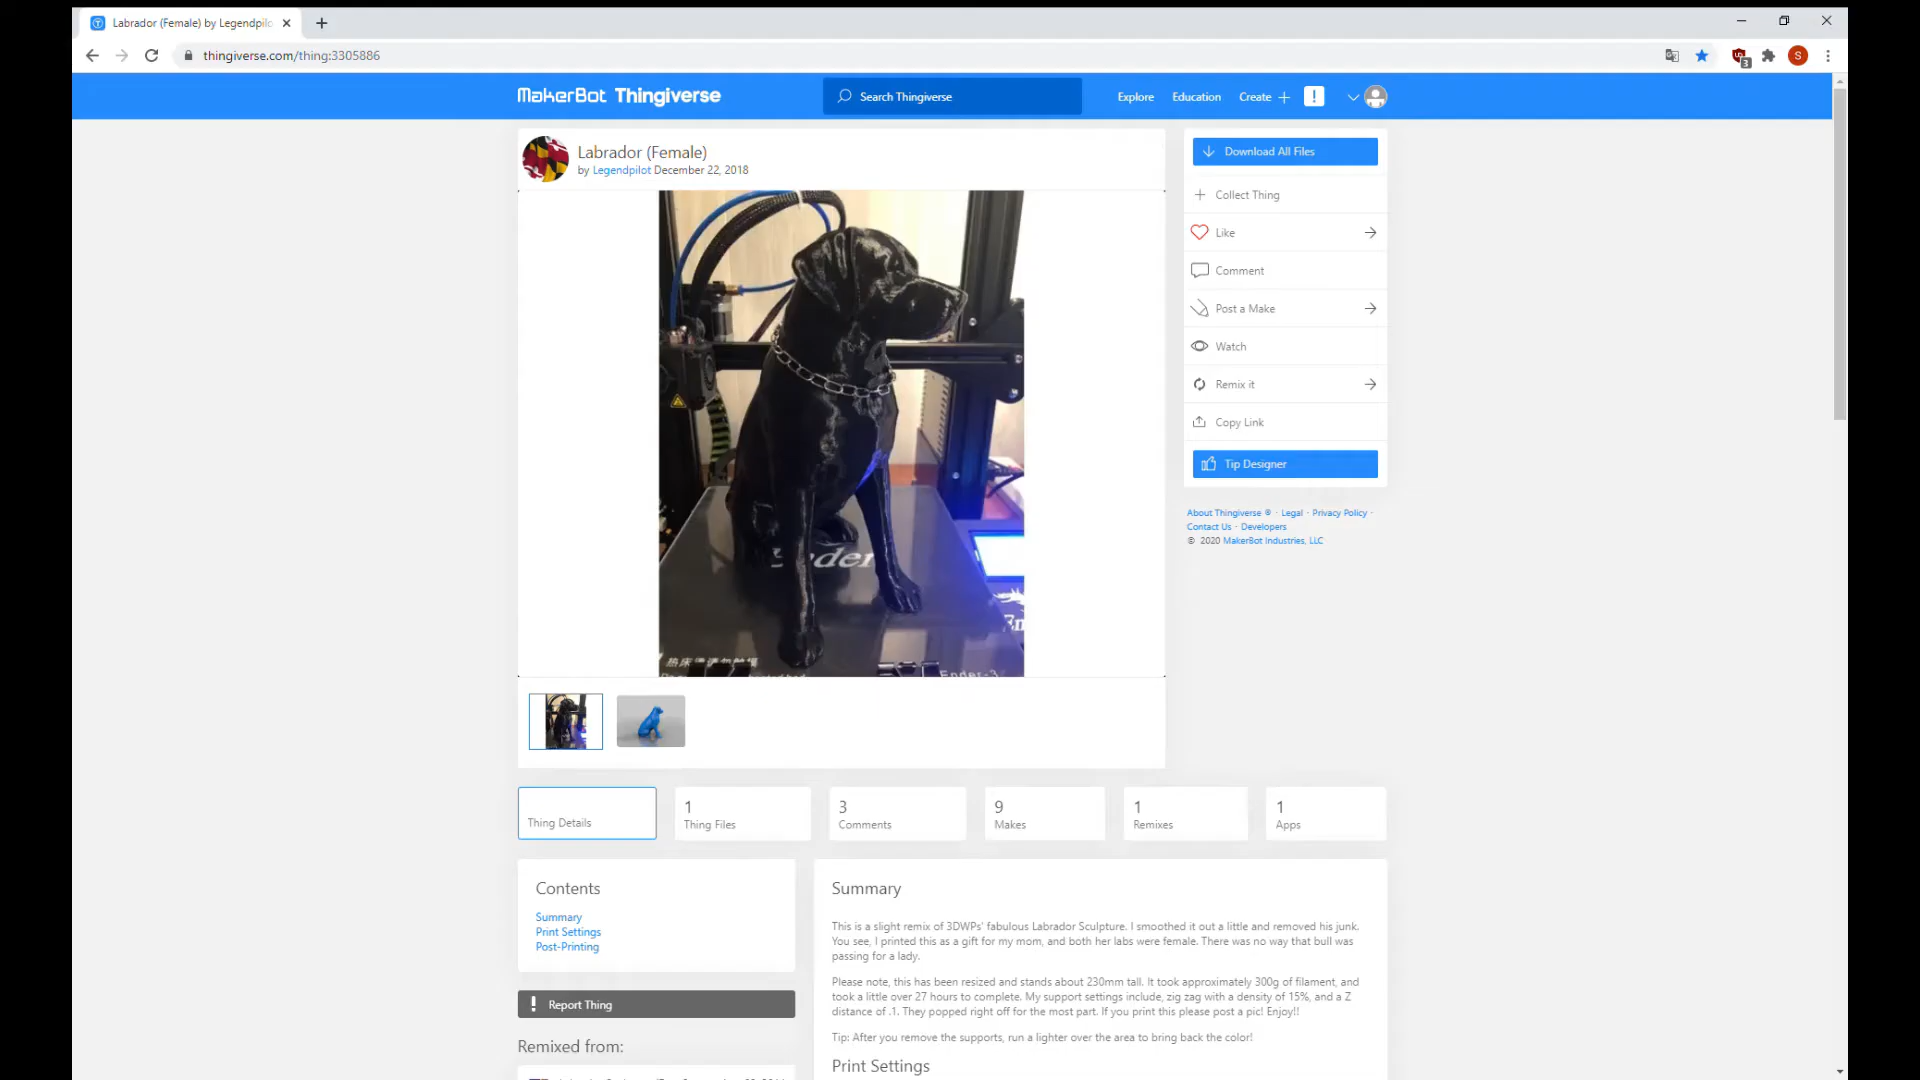 Labrador (Female) by Legendpilo
thingiverse.com/thing:3305886
3
S
MakerBot Thingiverse
Search Thingiverse
Explore
Education
Create
Labrador (Female)
by Legendpilot December 22, 2018
Ender-3
Download All Files
Collect Thing
Like
Comment
Post a Make
Watch
Remix it
Copy Link
Tip Designer
About Thingiverse ® · Legal · Privacy Policy ·
Contact Us · Developers
© 2020 MakerBot Industries, LLC
Thing Details
1
Thing Files
3
Comments
9
Makes
1
Remixes
1
Apps
Contents
Summary
Print Settings
Post-Printing
Report Thing
Remixed from:
Summary
This is a slight remix of 3DWPs' fabulous Labrador Sculpture. I smoothed it out a little and removed his junk.
You see, I printed this as a gift for my mom, and both her labs were female. There was no way that bull was
passing for a lady.
Please note, this has been resized and stands about 230mm tall. It took approximately 300g of filament, and
took a little over 27 hours to complete. My support settings include, zig zag with a density of 15%, and a Z
distance of .1. They popped right off for the most part. If you print this please post a pic! Enjoy!!
Tip: After you remove the supports, run a lighter over the area to bring back the color!
Print Settings